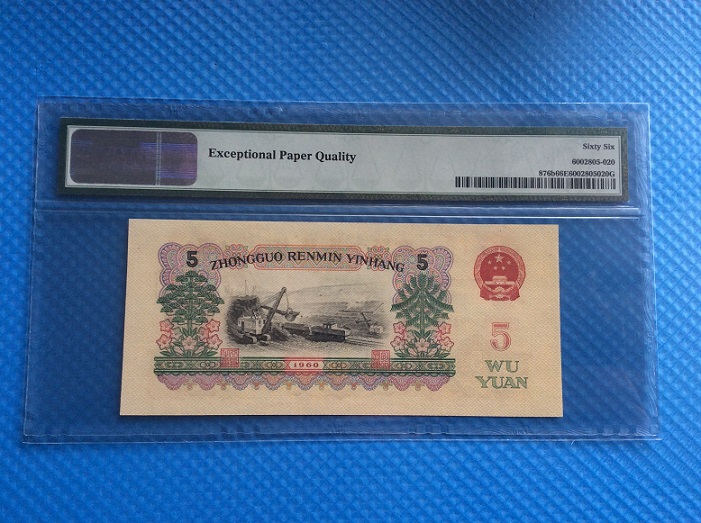 Exceptional Paper Quality
Sixty Six
6002805-020
876b66E6002805020G
5 ZHONGGUO RENMIN YINHANG 5
5
WU
YUAN
1960